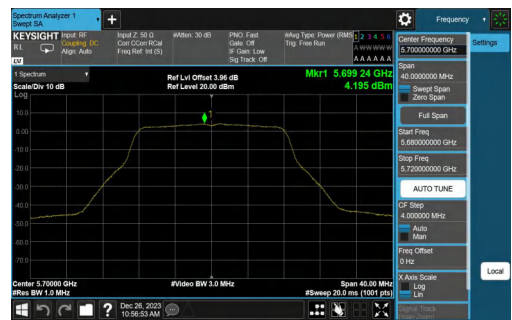 Spectrum Analyzer 1
Swept SA
Frequency
KEYSIGHT
RL
Input: RF
Coupling: DC
Align: Auto
Input Z: 50 Ω
Corr CCorr RCal
Freq Ref: Int (S)
#Atten: 30 dB
PNO: Fast
Gate: Off
IF Gain: Low
Sig Track: Off
#Avg Type: Power (RMS)
Trig: Free Run
1 2 3 4 5 6
A W W W W W
A A A A A A
LV
1 Spectrum
Scale/Div 10 dB
Log
Ref Lvl Offset 3.96 dB
Ref Level 20.00 dBm
Mkr1 5.699 24 GHz
4.195 dBm
10.0
0.00
-10.0
-20.0
-30.0
-40.0
-50.0
-60.0
-70.0
1
Center 5.70000 GHz
#Res BW 1.0 MHz
#Video BW 3.0 MHz
Span 40.00 MHz
#Sweep 20.0 ms (1001 pts)
Center Frequency
5.700000000 GHz
Settings
Span
40.0000000 MHz
Swept Span
Zero Span
Full Span
Start Freq
5.680000000 GHz
Stop Freq
5.720000000 GHz
AUTO TUNE
CF Step
4.000000 MHz
Auto
Man
Freq Offset
0 Hz
X Axis Scale
Log
Lin
Local
Signal Track
Dec 26, 2023
10:56:53 AM